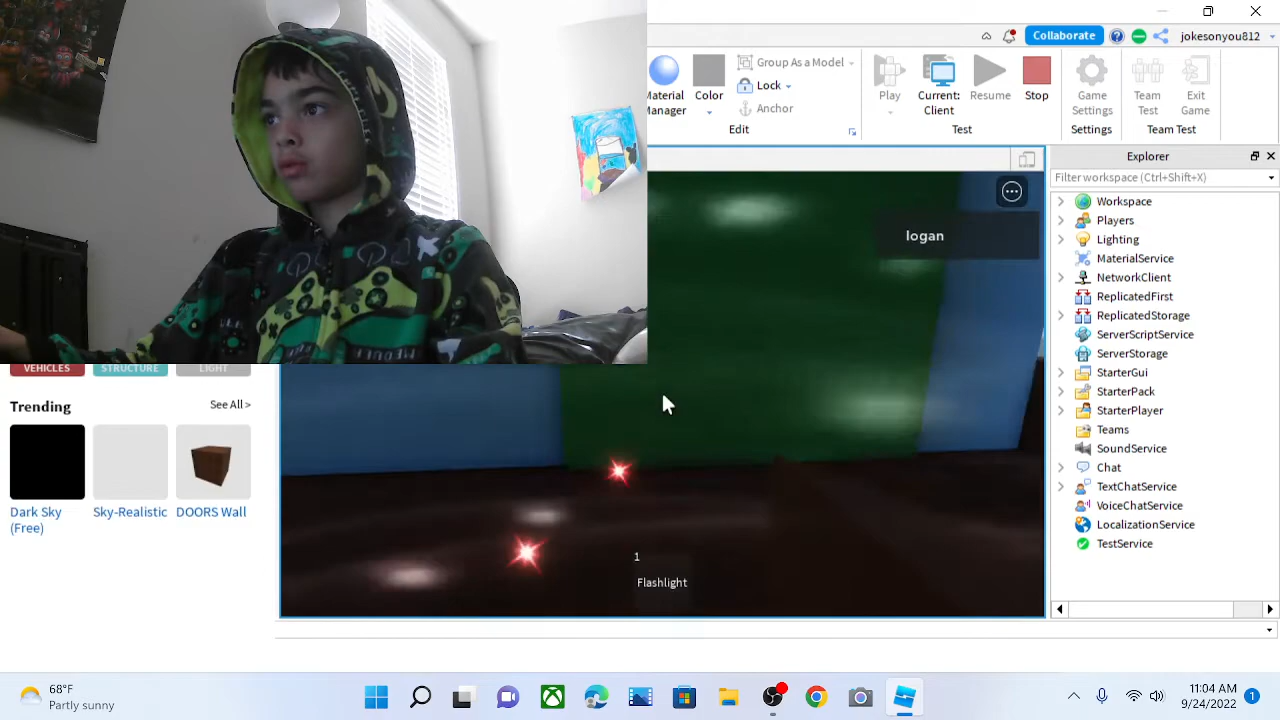 Collaborate
jokesonyou812
Material
Manager
Color
Group As a Model
Lock
Anchor
Edit
Play
Current:
Client
Resume
Stop
Test
Game
Settings
Settings
Team
Test
Exit
Game
Team Test
Explorer
Filter workspace (Ctrl+Shift+X)
Workspace
Players
Lighting
MaterialService
NetworkClient
ReplicatedFirst
ReplicatedStorage
ServerScriptService
ServerStorage
StarterGui
StarterPack
StarterPlayer
Teams
SoundService
Chat
TextChatService
VoiceChatService
LocalizationService
TestService
logan
1
Flashlight
VEHICLES
STRUCTURE
LIGHT
Trending
See All >
Dark Sky
(Free)
Sky-Realistic
DOORS Wall
68°F
Partly sunny
11:04 AM
9/24/2022
1